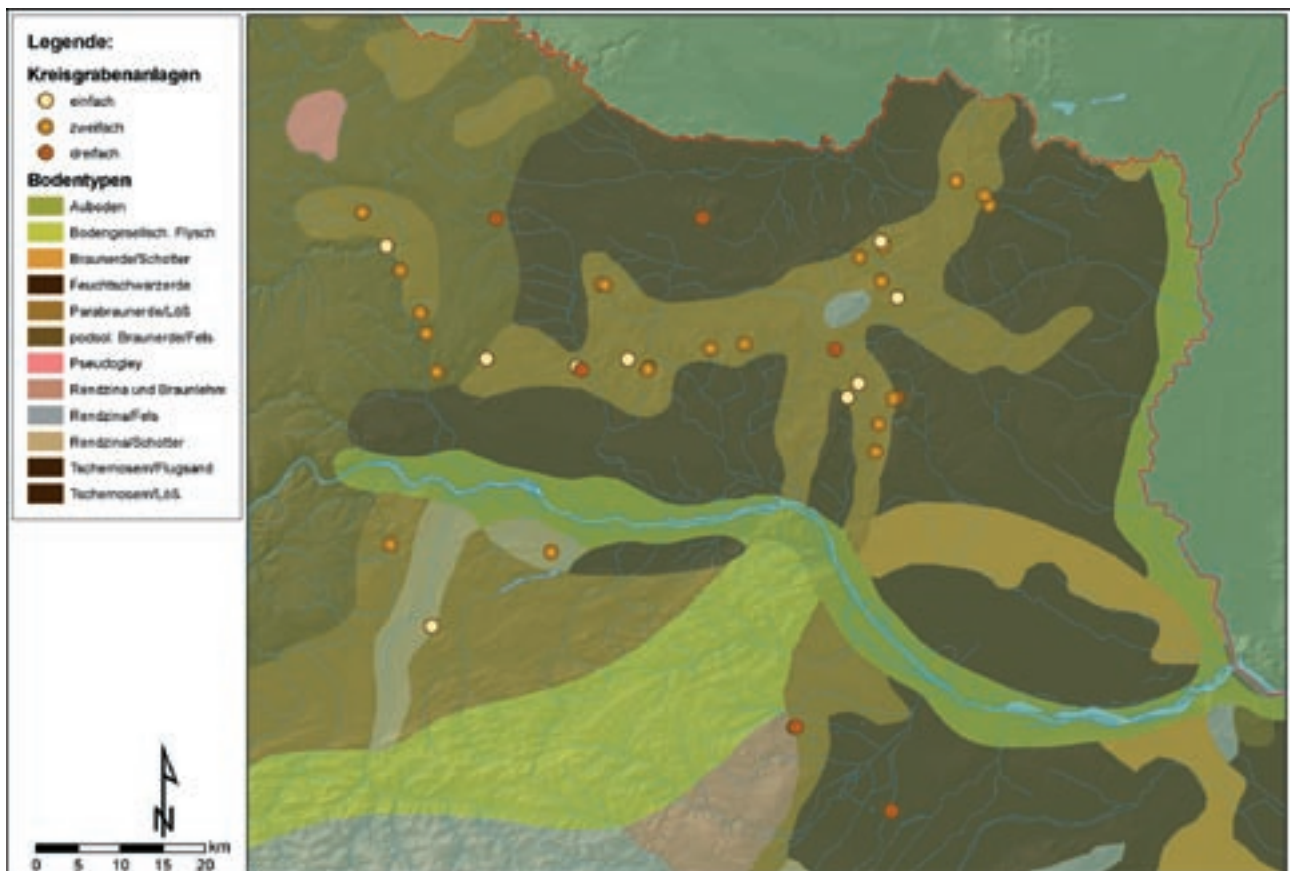 Legende:
Kreisgrabenanlagen
einfach
zweifach
dreifach
Bodentypen
Auboden
Bodengesellsch. Flysch
Braunerde/Schotter
Feuchtschwarzerde
Parabraunerde/Löß
podsol. Braunerde/Fels
Pseudogley
Rendzina und Braunlehm
Rendzina/Fels
Rendzina/Schotter
Tschernosem/Flugsand
Tschernosem/Löß
N
km
0 5 10 15 20